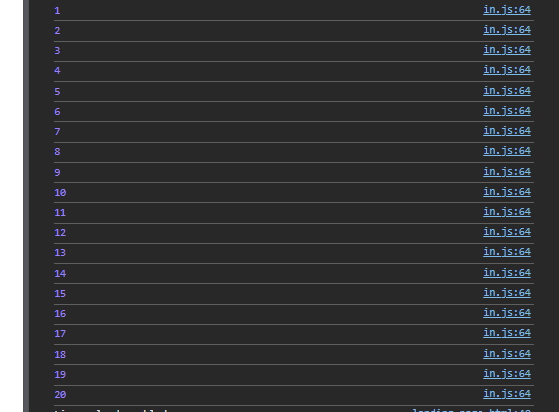 1 in.js:64
2 in.js:64
3 in.js:64
4 in.js:64
5 in.js:64
6 in.js:64
7 in.js:64
8 in.js:64
9 in.js:64
10 in.js:64
11 in.js:64
12 in.js:64
13 in.js:64
14 in.js:64
15 in.js:64
16 in.js:64
17 in.js:64
18 in.js:64
19 in.js:64
20 in.js:64